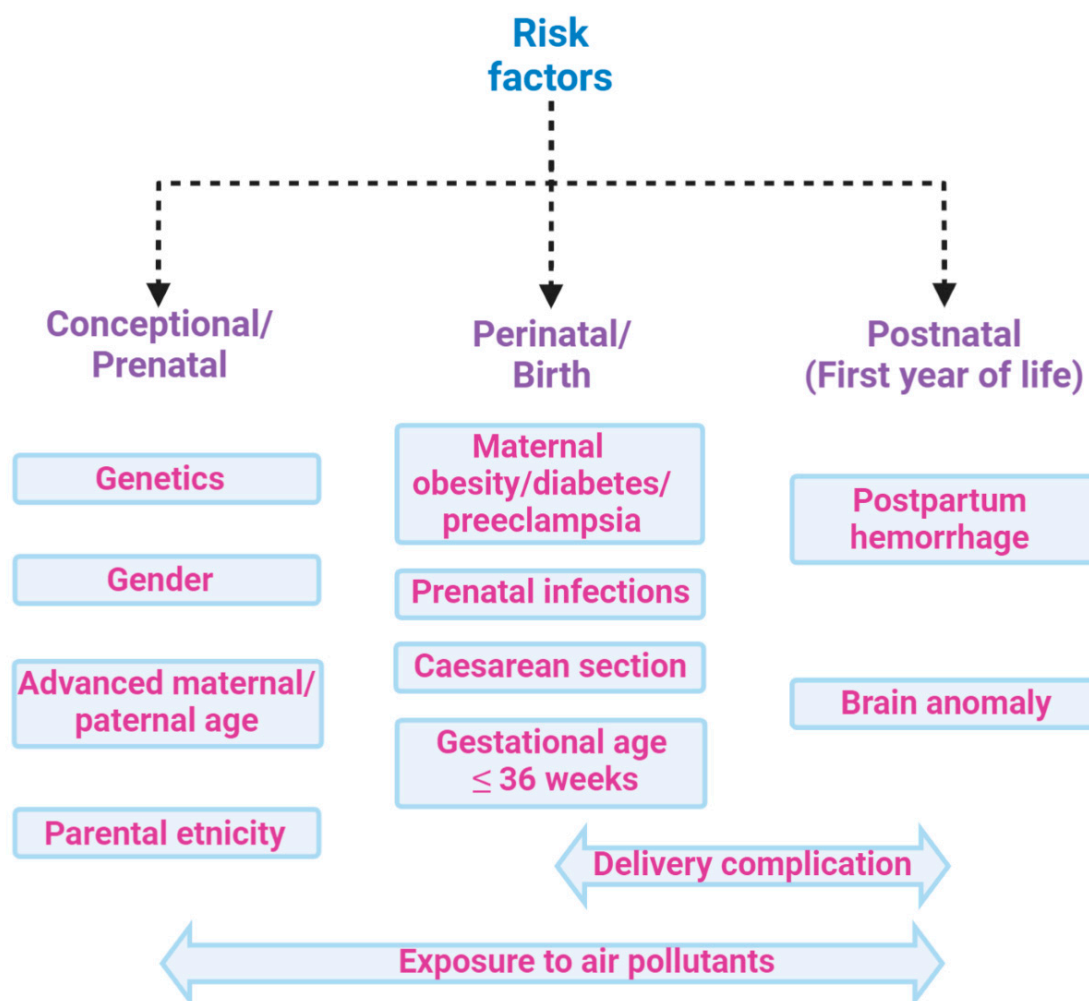 Risk
factors
Conceptional/
Prenatal
Perinatal/
Birth
Postnatal
(First year of life)
Genetics
Gender
Advanced maternal/
paternal age
Parental etnicity
Maternal
obesity/diabetes/
preeclampsia
Prenatal infections
Caesarean section
Gestational age
≤ 36 weeks
Postpartum
hemorrhage
Brain anomaly
Delivery complication
Exposure to air pollutants